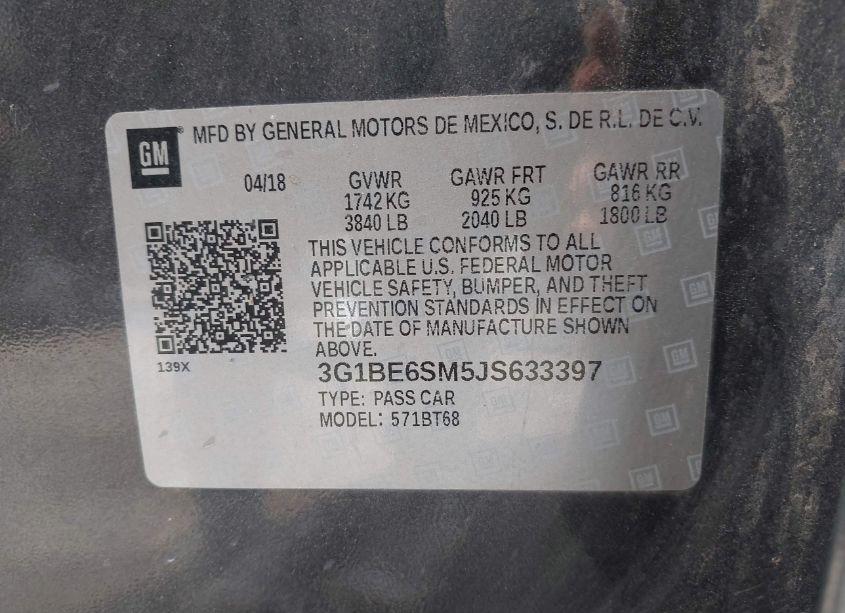 GM ® MFD BY GENERAL MOTORS DE MEXICO, S. DE R.L. DE C.V.
04/18 GVWR GAWR FRT GAWR RR
1742 KG 925 KG 816 KG
3840 LB 2040 LB 1800 LB
THIS VEHICLE CONFORMS TO ALL
APPLICABLE U.S. FEDERAL MOTOR
VEHICLE SAFETY, BUMPER, AND THEFT
PREVENTION STANDARDS IN EFFECT ON
THE DATE OF MANUFACTURE SHOWN
ABOVE.
139X
3G1BE6SM5JS633397
TYPE: PASS CAR
MODEL: 571BT68